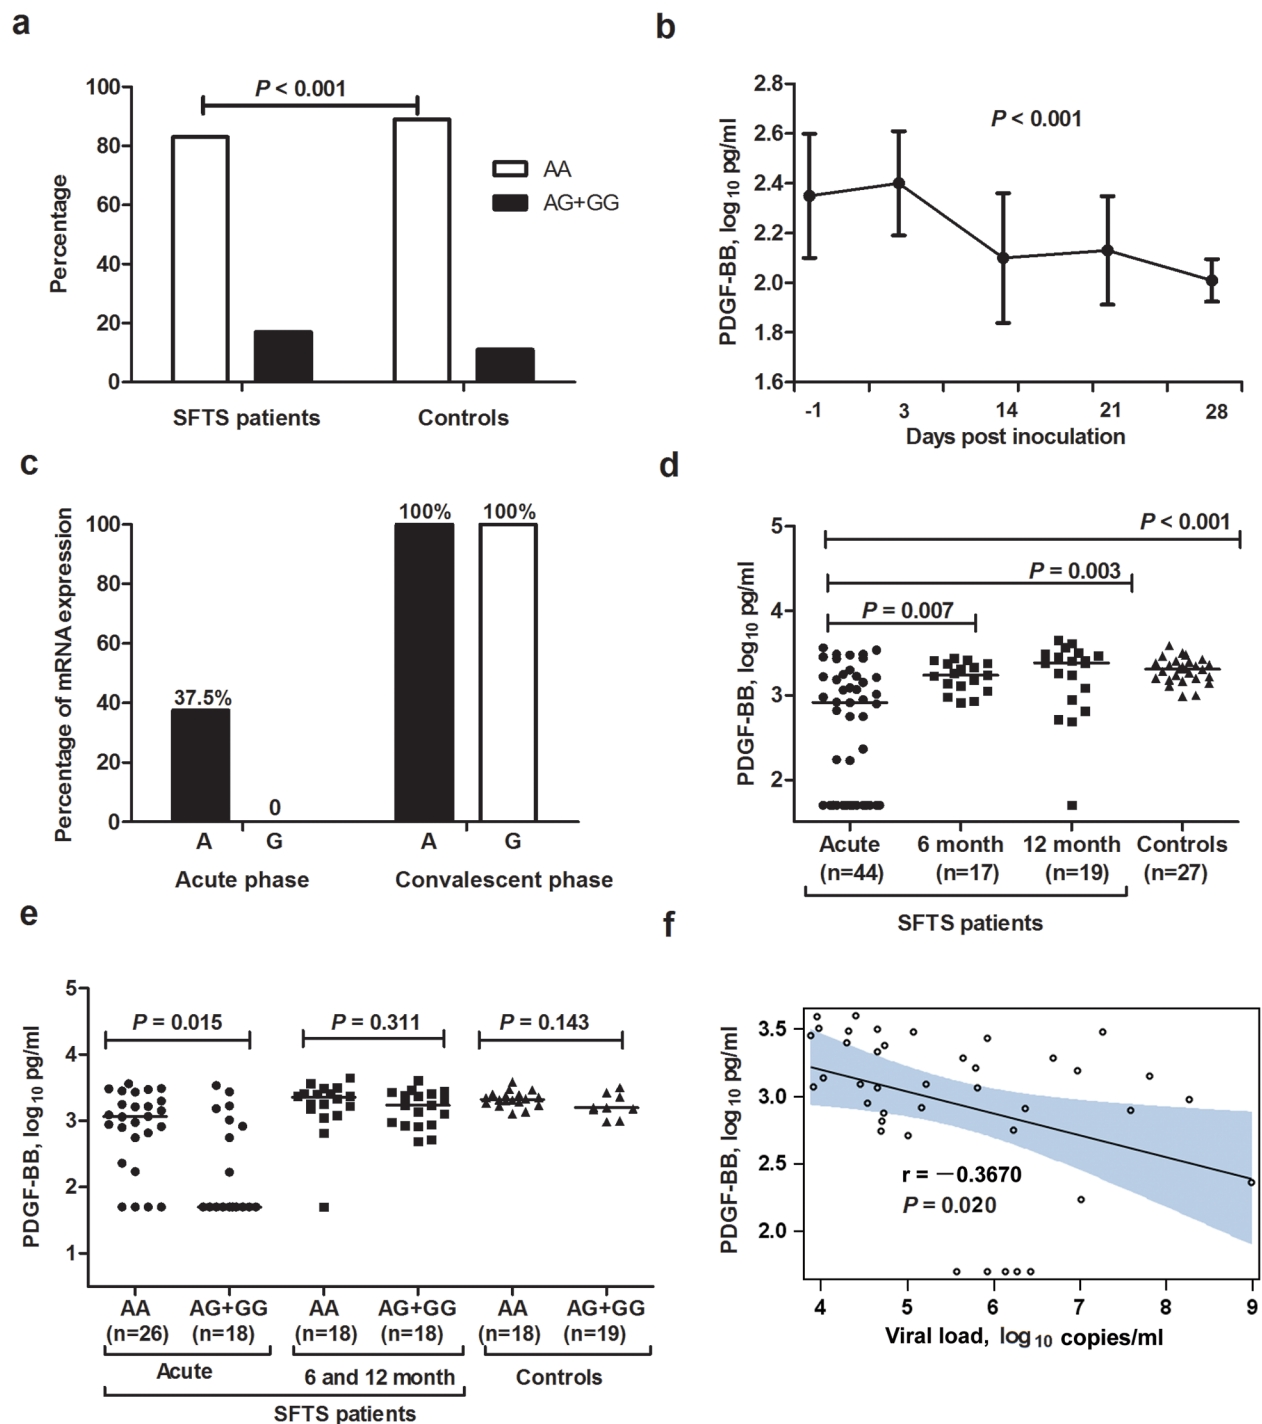 a
P < 0.001
100
80
60
40
20
0
Percentage
AA
AG+GG
SFTS patients
Controls
b
P < 0.001
2.8
2.6
2.4
2.2
2.0
1.8
1.6
PDGF-BB, log10 pg/ml
-1 3 14 21 28
Days post inoculation
c
100% 100%
37.5%
0
100
80
60
40
20
0
Percentage of mRNA expression
A G A G
Acute phase Convalescent phase
d
P < 0.001
P = 0.003
P = 0.007
5
4
3
2
PDGF-BB, log10 pg/ml
Acute 6 month 12 month Controls
(n=44) (n=17) (n=19) (n=27)
SFTS patients
e
P = 0.015 P = 0.311 P = 0.143
5
4
3
2
1
PDGF-BB, log10 pg/ml
AA AG+GG AA AG+GG AA AG+GG
(n=26) (n=18) (n=18) (n=18) (n=18) (n=19)
Acute 6 and 12 month Controls
SFTS patients
f
3.5
3.0
2.5
2.0
PDGF-BB, log10 pg/ml
r = −0.3670
P = 0.020
4 5 6 7 8 9
Viral load, log10 copies/ml